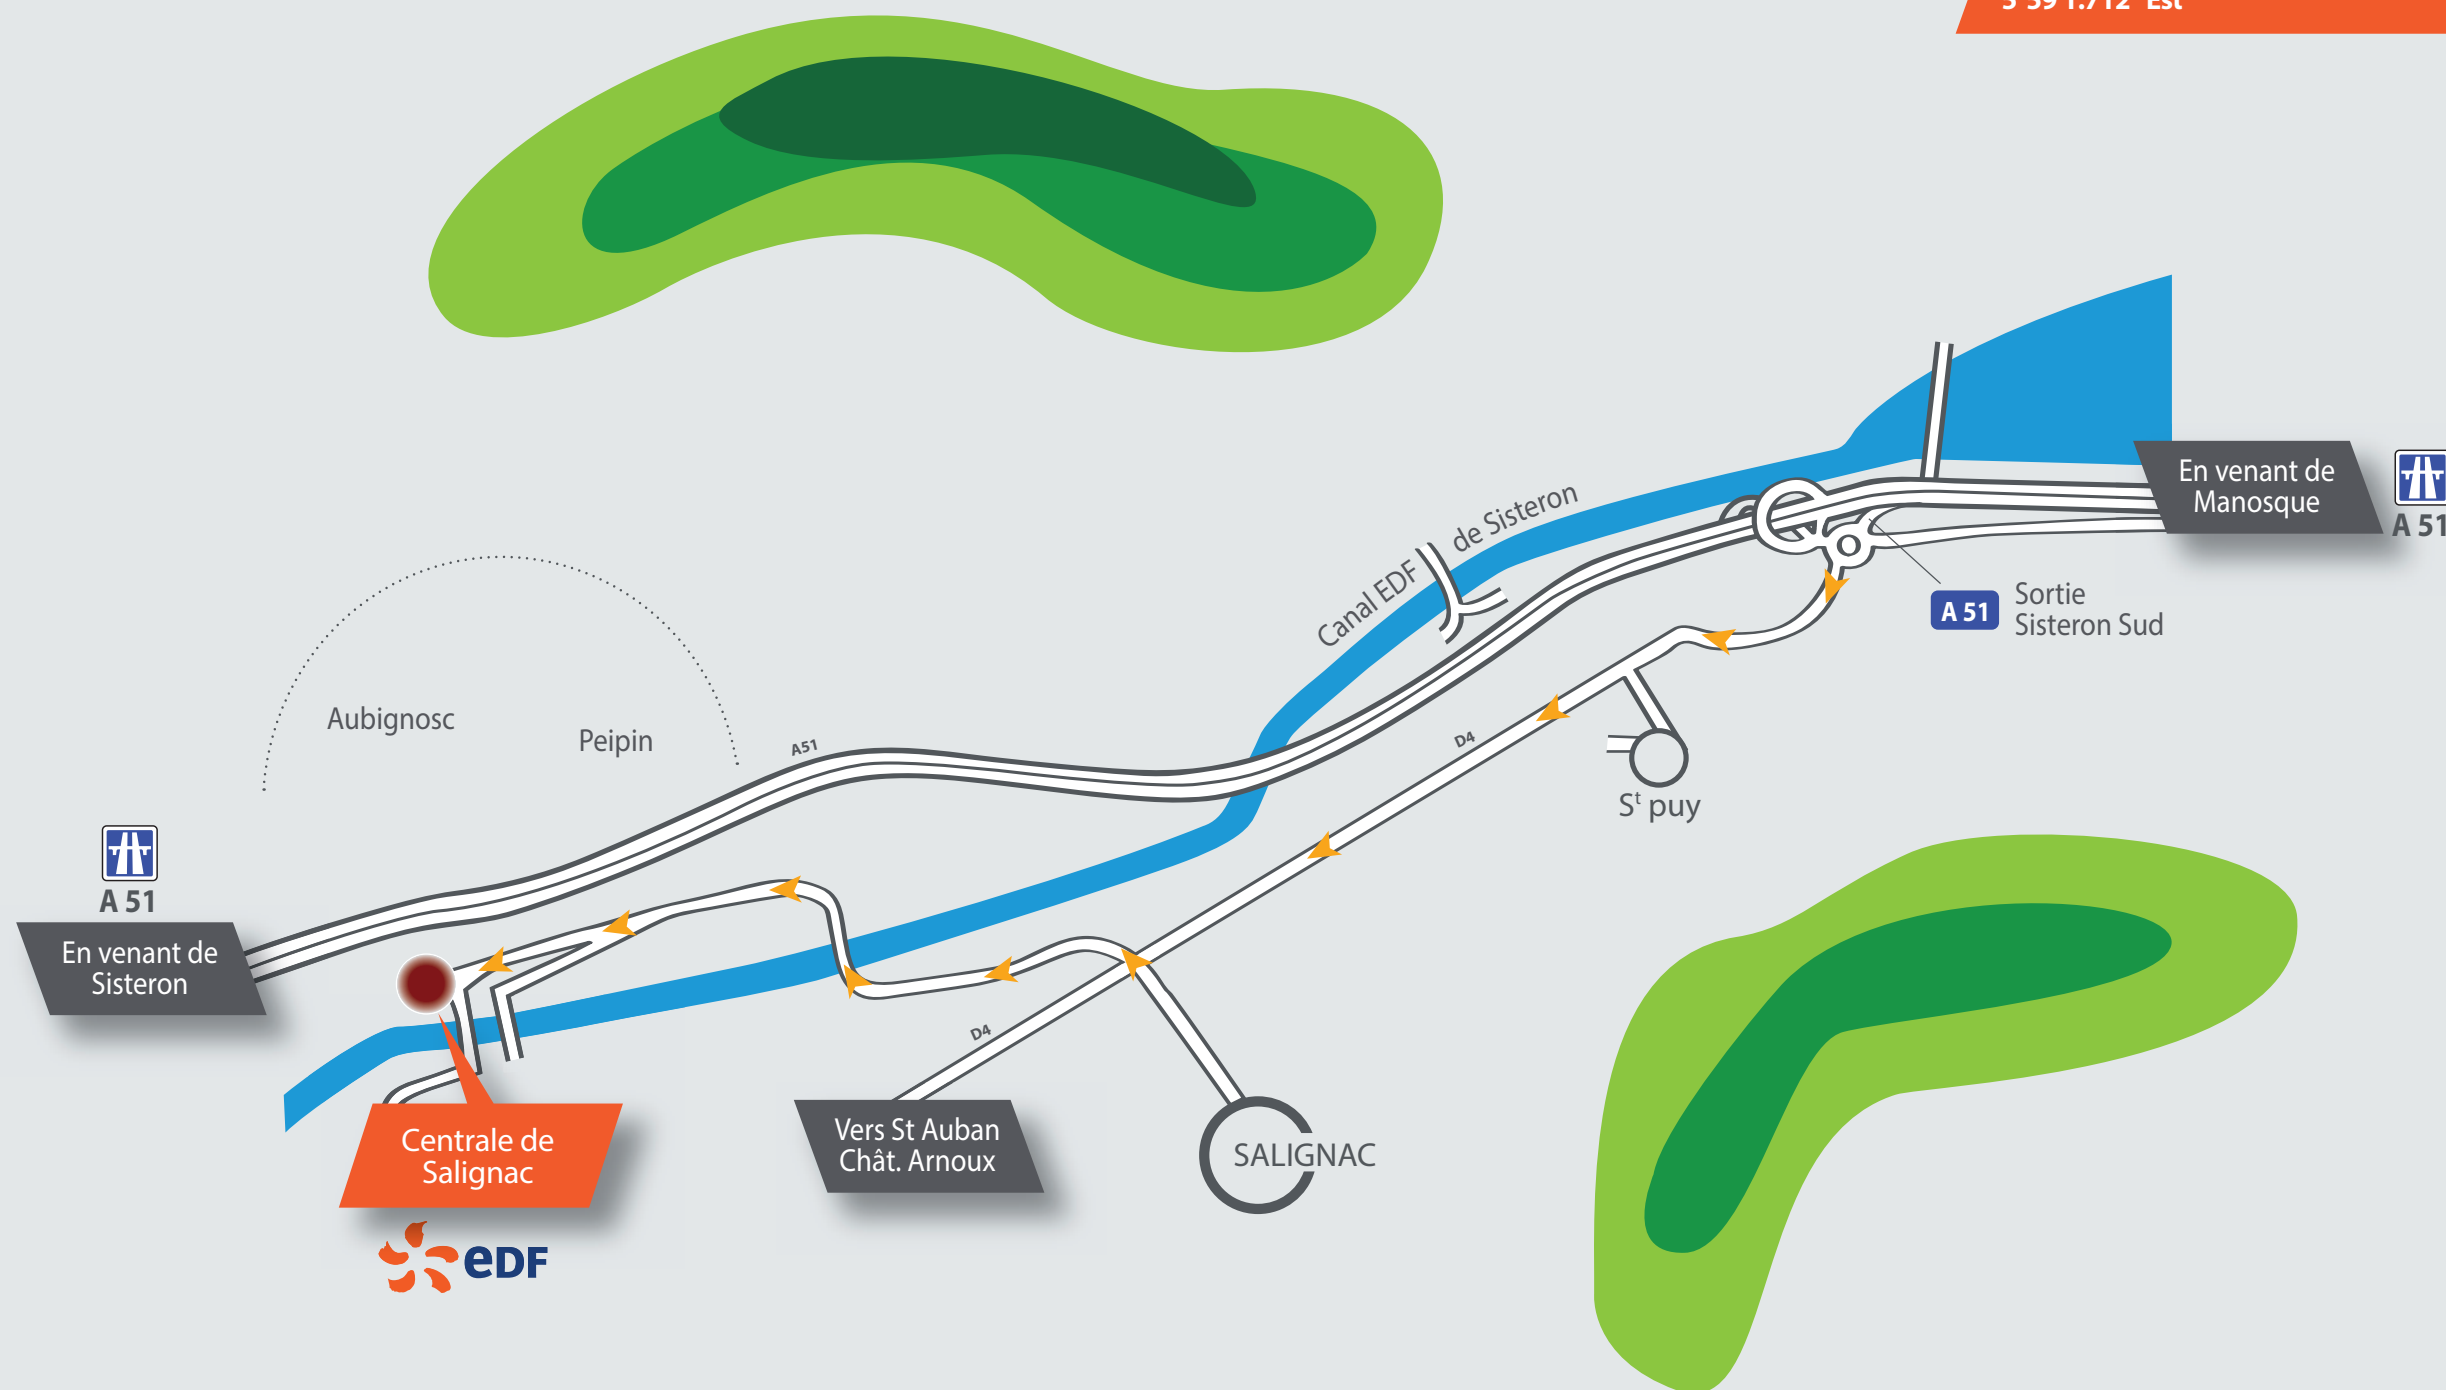 En venant de
Manosque
A 51
de Sisteron
Canal EDF
A 51
Sortie
Sisteron Sud
Aubignosc
Peipin
A51
D4
St puy
A 51
En venant de
Sisteron
D4
Centrale de
Salignac
Vers St Auban
Chât. Arnoux
SALIGNAC
eDF